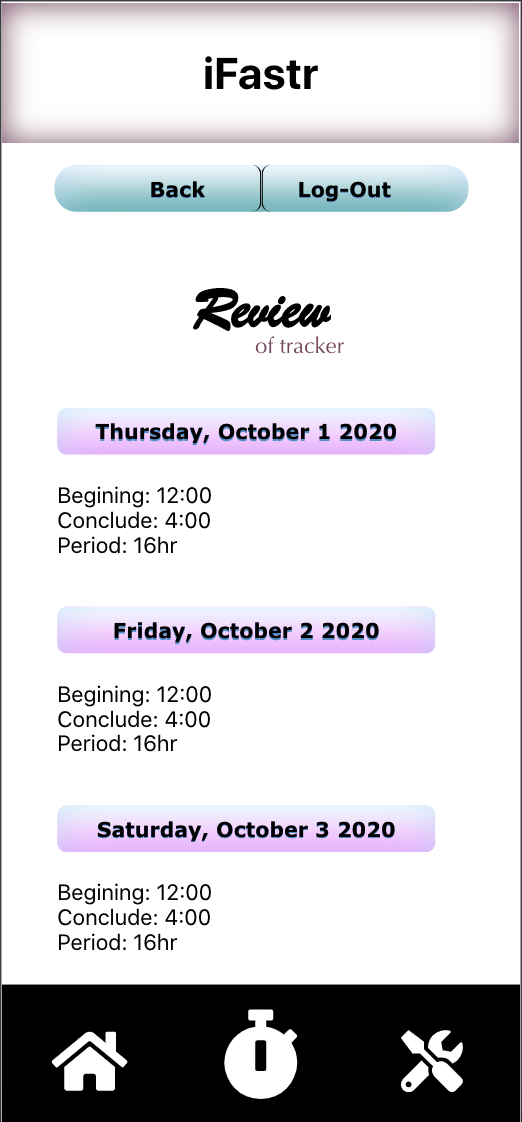 iFastr
Back Log-Out
Review
of tracker
Thursday, October 1 2020
Begining: 12:00
Conclude: 4:00
Period: 16hr
Friday, October 2 2020
Begining: 12:00
Conclude: 4:00
Period: 16hr
Saturday, October 3 2020
Begining: 12:00
Conclude: 4:00
Period: 16hr